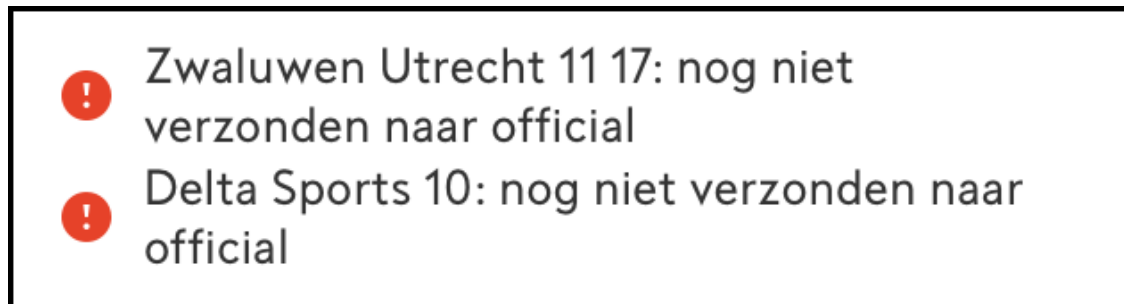 Zwaluwen Utrecht 11 17: nog niet
verzonden naar official
Delta Sports 10: nog niet verzonden naar
official